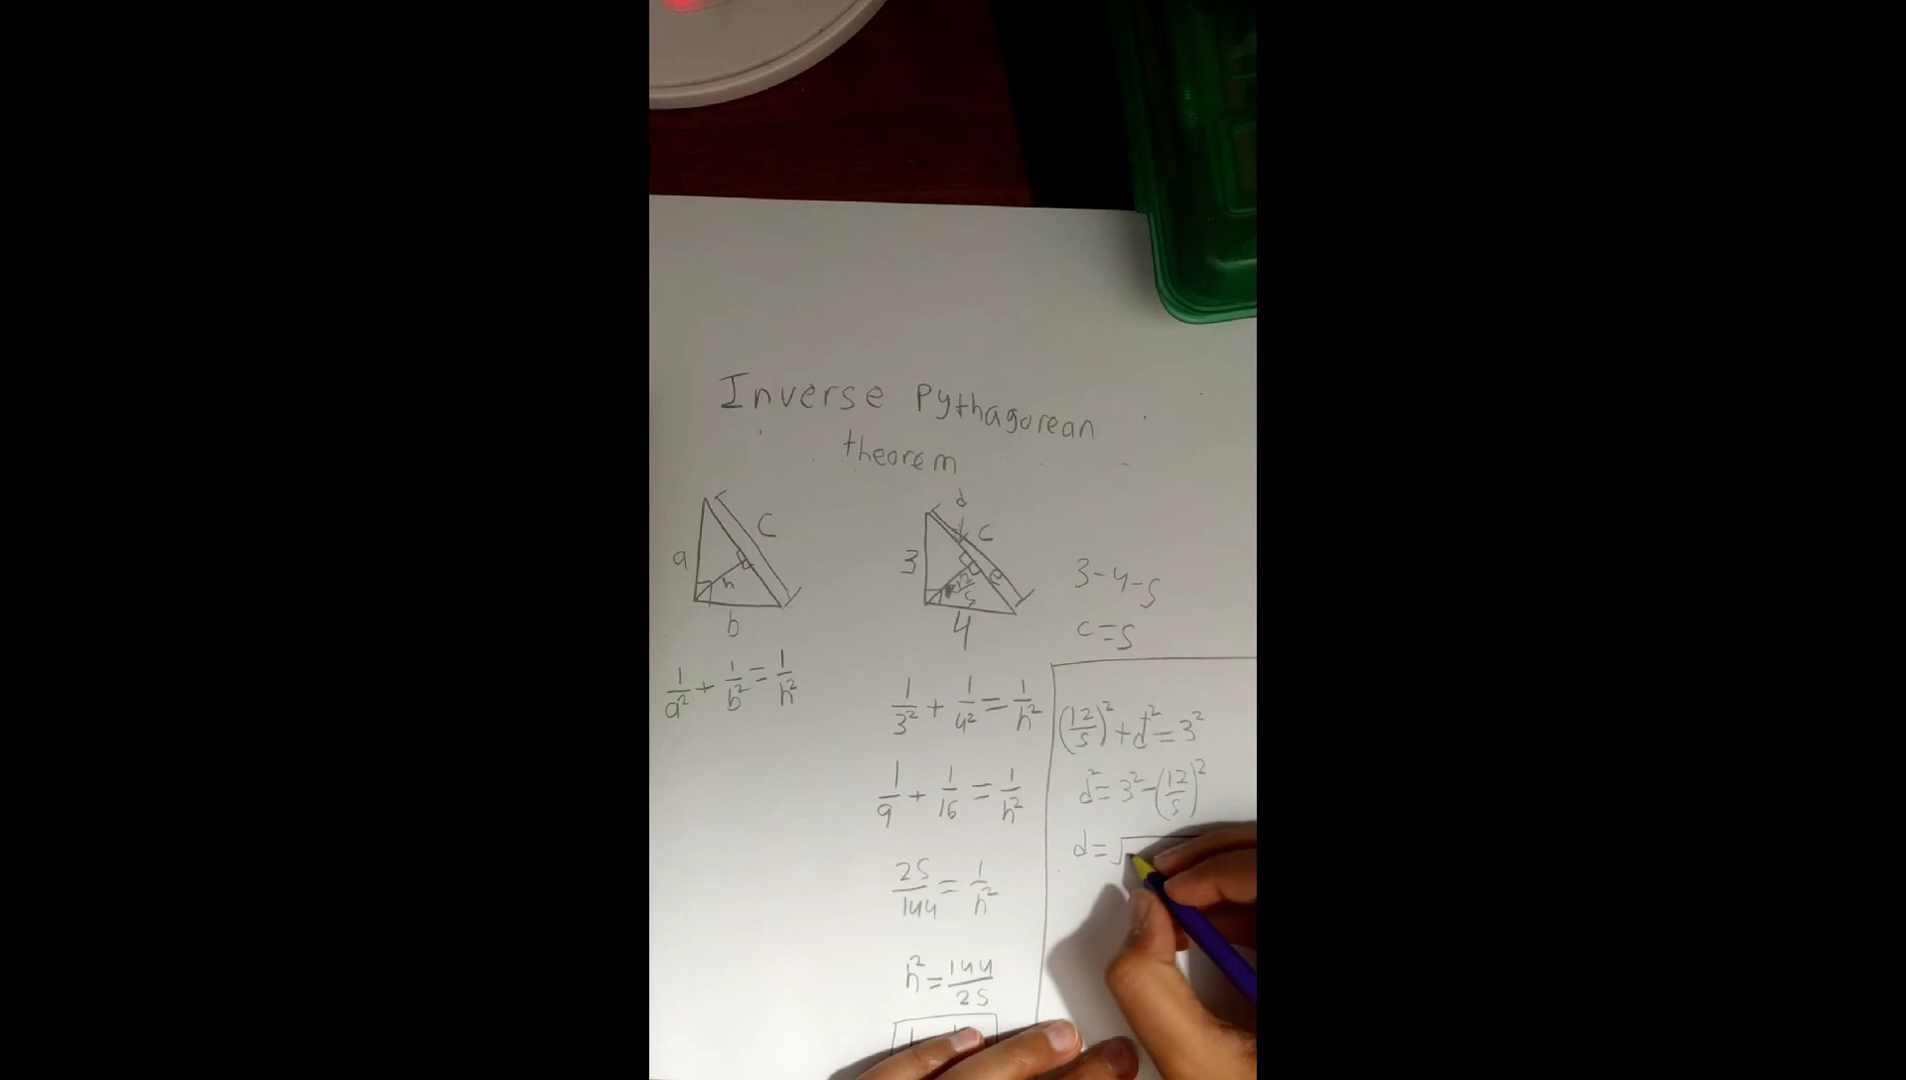 Inverse Pythagorean
theorem
a
h
c
b
1/a² + 1/b² = 1/h²
d
3
c
12/5
e
4
3-4-5
c=5
1/3² + 1/4² = 1/h²
1/9 + 1/16 = 1/h²
25/144 = 1/h²
h² = 144/25
(12/5)² + d² = 3²
d² = 3² - (12/5)²
d = √